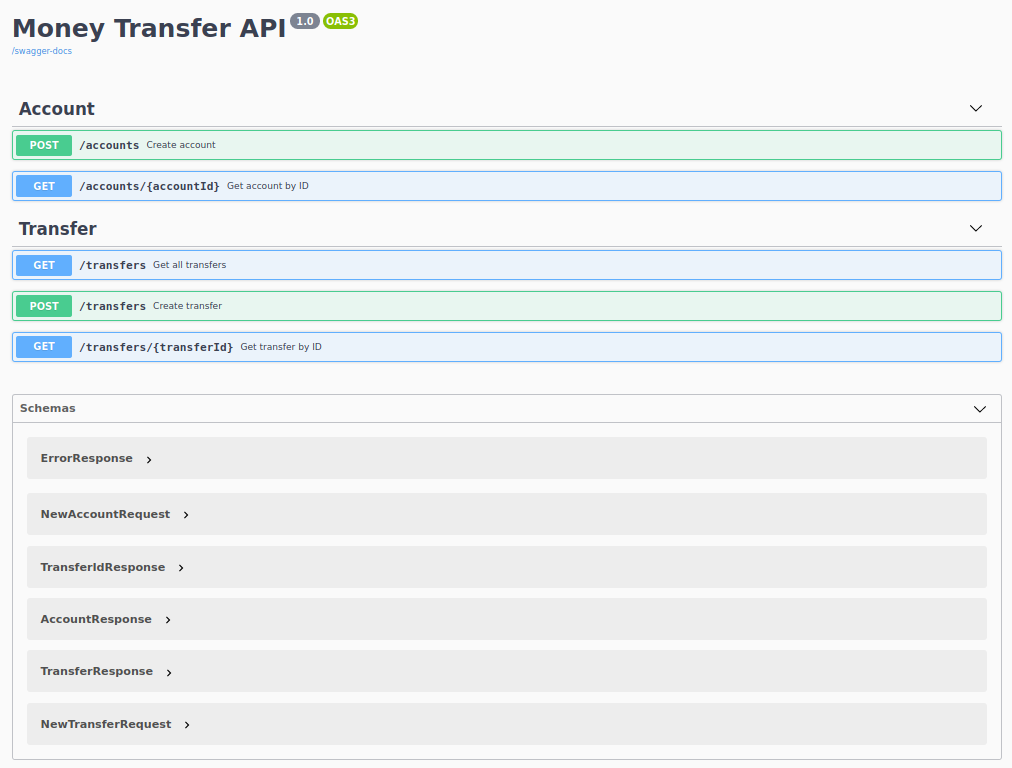 Money Transfer API 1.0 OAS3
/swagger-docs
Account
POST /accounts Create account
GET /accounts/{accountId} Get account by ID
Transfer
GET /transfers Get all transfers
POST /transfers Create transfer
GET /transfers/{transferId} Get transfer by ID
Schemas
ErrorResponse
NewAccountRequest
TransferIdResponse
AccountResponse
TransferResponse
NewTransferRequest